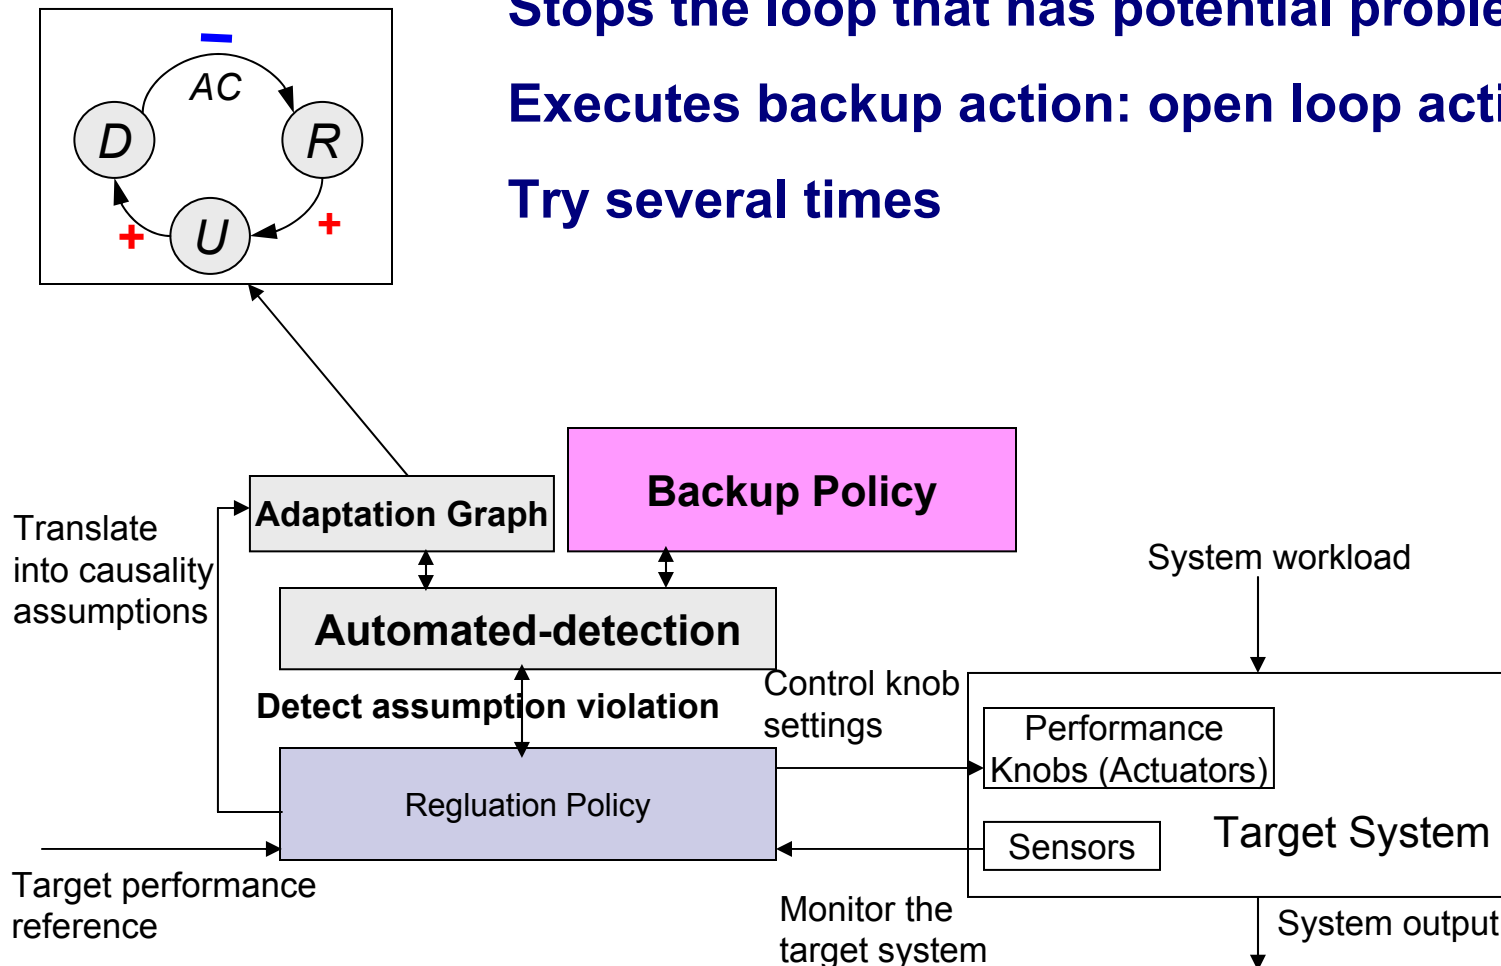 Stops the loop that has potential proble
Executes backup action: open loop acti
Try several times
−
AC
D
R
U
+
+
Adaptation Graph
Backup Policy
Translate
into causality
assumptions
System workload
Automated-detection
Detect assumption violation
Control knob
settings
Performance
Knobs (Actuators)
Regluation Policy
Target System
Sensors
Target performance
reference
Monitor the
target system
System output